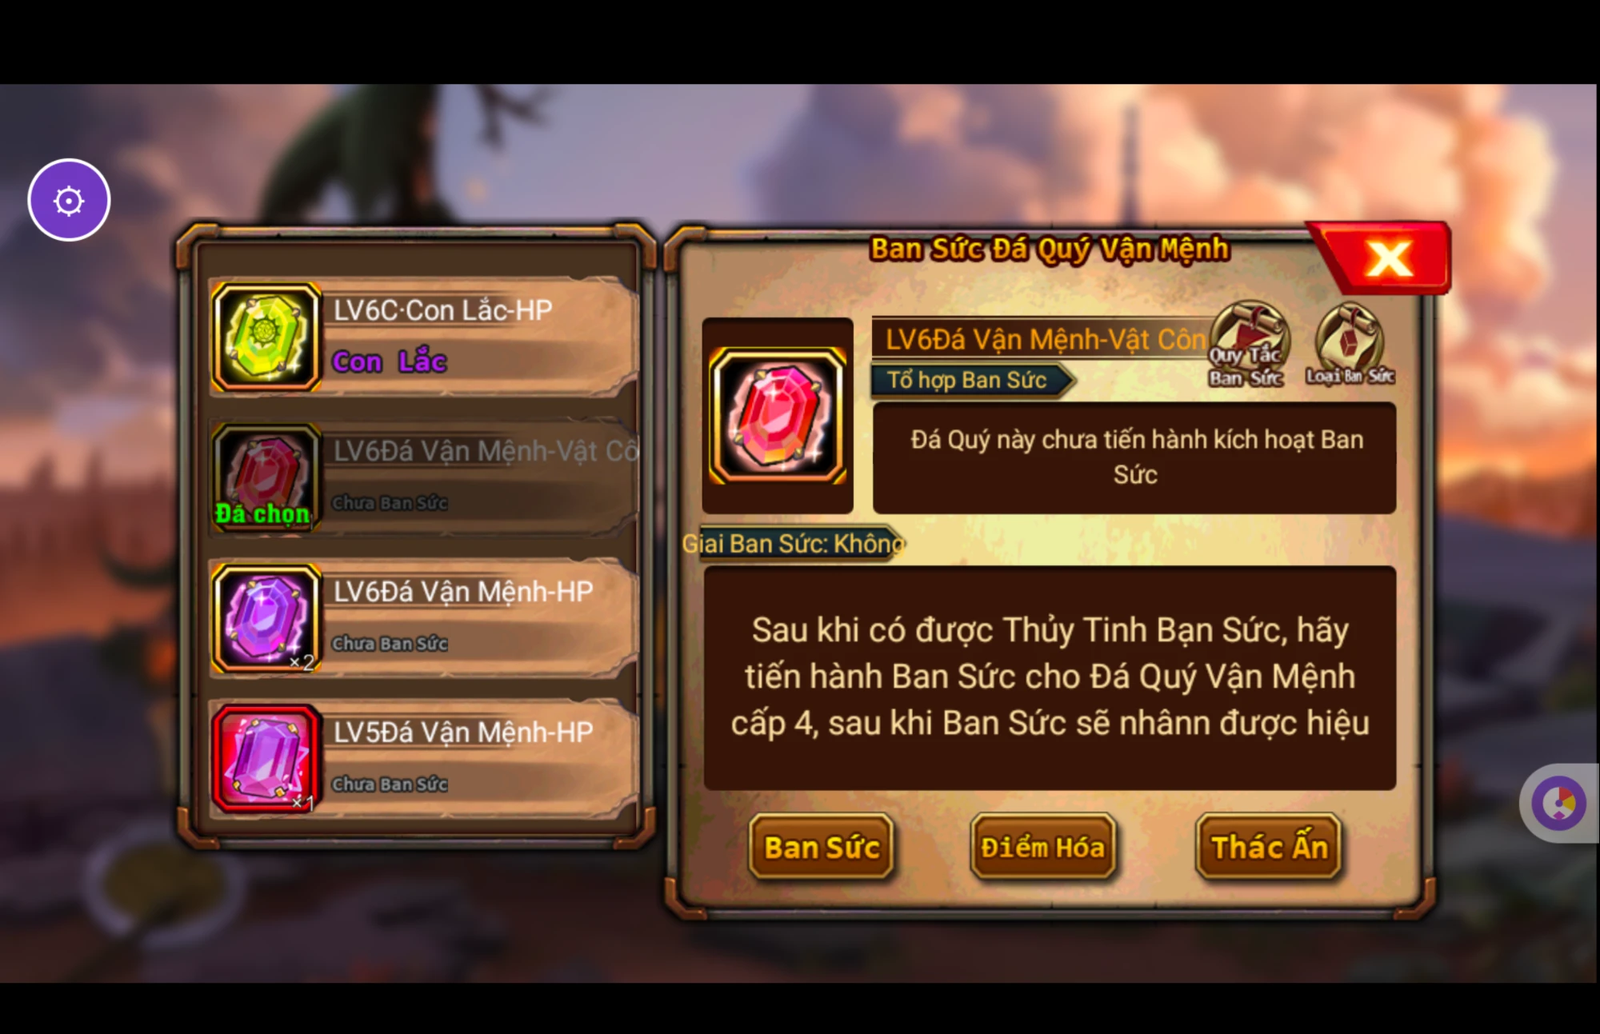 LV6C·Con Lắc-HP
Con Lắc
LV6Đá Vận Mệnh-Vật Cô
Chưa Ban Sức
Đá chọn
LV6Đá Vận Mệnh-HP
×2
Chưa Ban Sức
LV5Đá Vận Mệnh-HP
×1
Chưa Ban Sức
Ban Sức Đá Quý Vận Mệnh
LV6Đá Vận Mệnh-Vật Côn
Quy Tắc
Ban Sức
Loại Ban Sức
Tổ hợp Ban Sức
Đá Quý này chưa tiến hành kích hoạt Ban
Sức
Giai Ban Sức: Không
Sau khi có được Thủy Tinh Bạn Sức, hãy
tiến hành Ban Sức cho Đá Quý Vận Mệnh
cấp 4, sau khi Ban Sức sẽ nhânn được hiệu
Ban Sức
Điểm Hóa
Thác Ấn